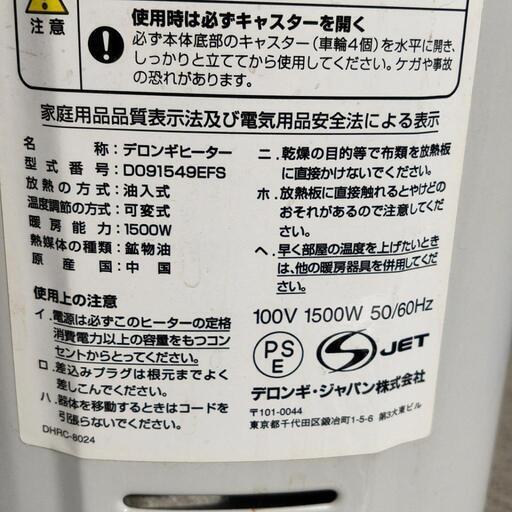 注意
使用時は必ずキャスターを開く
必ず本体底部のキャスター(車輪4個)を水平に開き、
しっかりと立ててから使用してください。ケガや事故
の恐れがあります。
家庭用品品質表示法及び電気用品安全法による表示
名 称:デロンギヒーター
型式番号:D091549EFS
放熱の方式:油入式
温度調節の方式:可変式
暖房能力:1500W
熱媒体の種類:鉱物油
原産国:中国
使用上の注意
イ.電源は必ずこのヒーターの定格
消費電力以上の容量をもつコン
セントからとってください。
ロ.差込みプラグは根元までよく
差しこんでください。
ハ.器体を移動するときはコードを
引張らないでください。
DHRC-8024
ニ.乾燥の目的等で布類を放熱板
に直接かけないでください。
ホ.放熱板に直接触れるとやけどの
おそれがあるので注意してくだ
さい。
ヘ.早く部屋の温度を上げたいとき
は、他の暖房器具を併用してくだ
さい。
100V 1500W 50/60Hz
PS
E
S JET
デロンギ・ジャパン株式会社
〒101-0044
東京都千代田区鍛冶町1-5-6 第3大東ビル